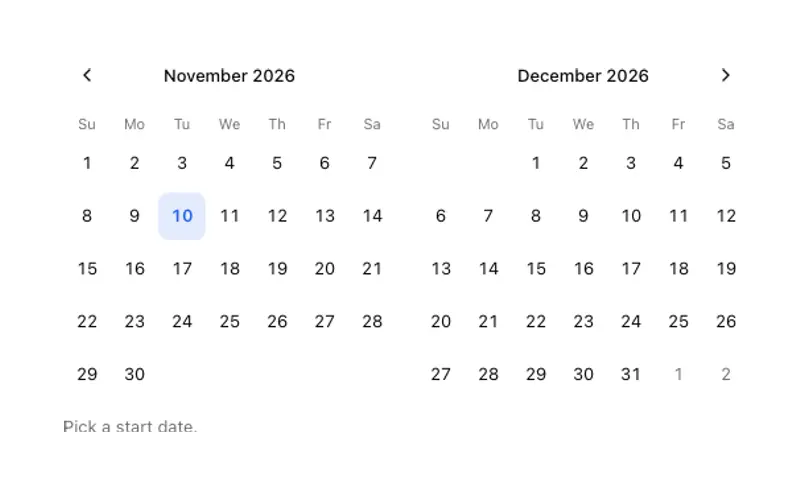 November 2026
Su Mo Tu We Th Fr Sa
1 2 3 4 5 6 7
8 9 10 11 12 13 14
15 16 17 18 19 20 21
22 23 24 25 26 27 28
29 30
December 2026
Su Mo Tu We Th Fr Sa
1 2 3 4 5
6 7 8 9 10 11 12
13 14 15 16 17 18 19
20 21 22 23 24 25 26
27 28 29 30 31 1 2
Pick a start date.